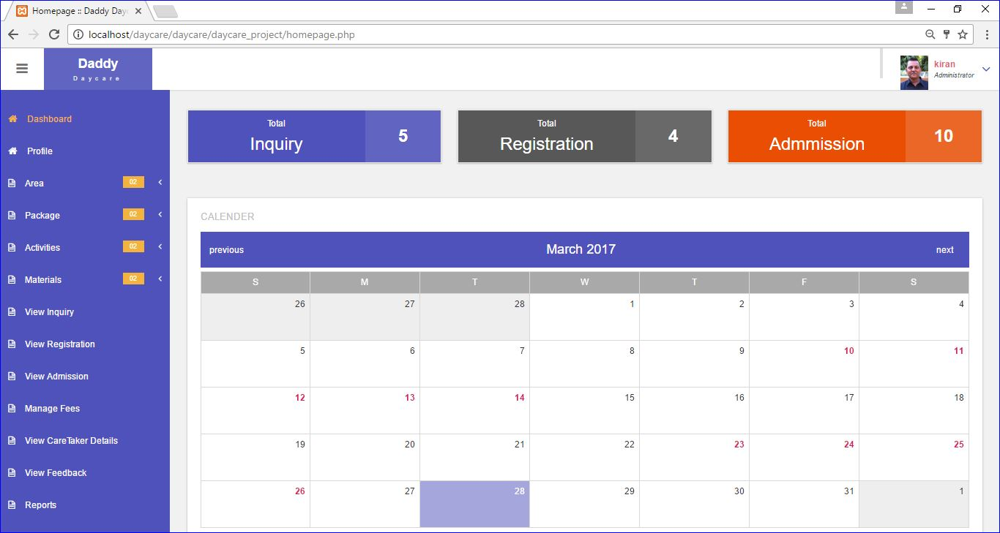 Homepage :: Daddy Dayc
localhost/daycare/daycare/daycare_project/homepage.php
Daddy
Daycare
kiran
Administrator
Dashboard
Profile
Area 02
Package 02
Activities 02
Materials 02
View Inquiry
View Registration
View Admission
Manage Fees
View CareTaker Details
View Feedback
Reports
Total
Inquiry
5
Total
Registration
4
Total
Admmission
10
CALENDER
previous March 2017 next
S M T W T F S
26 27 28 1 2 3 4
5 6 7 8 9 10 11
12 13 14 15 16 17 18
19 20 21 22 23 24 25
26 27 28 29 30 31 1